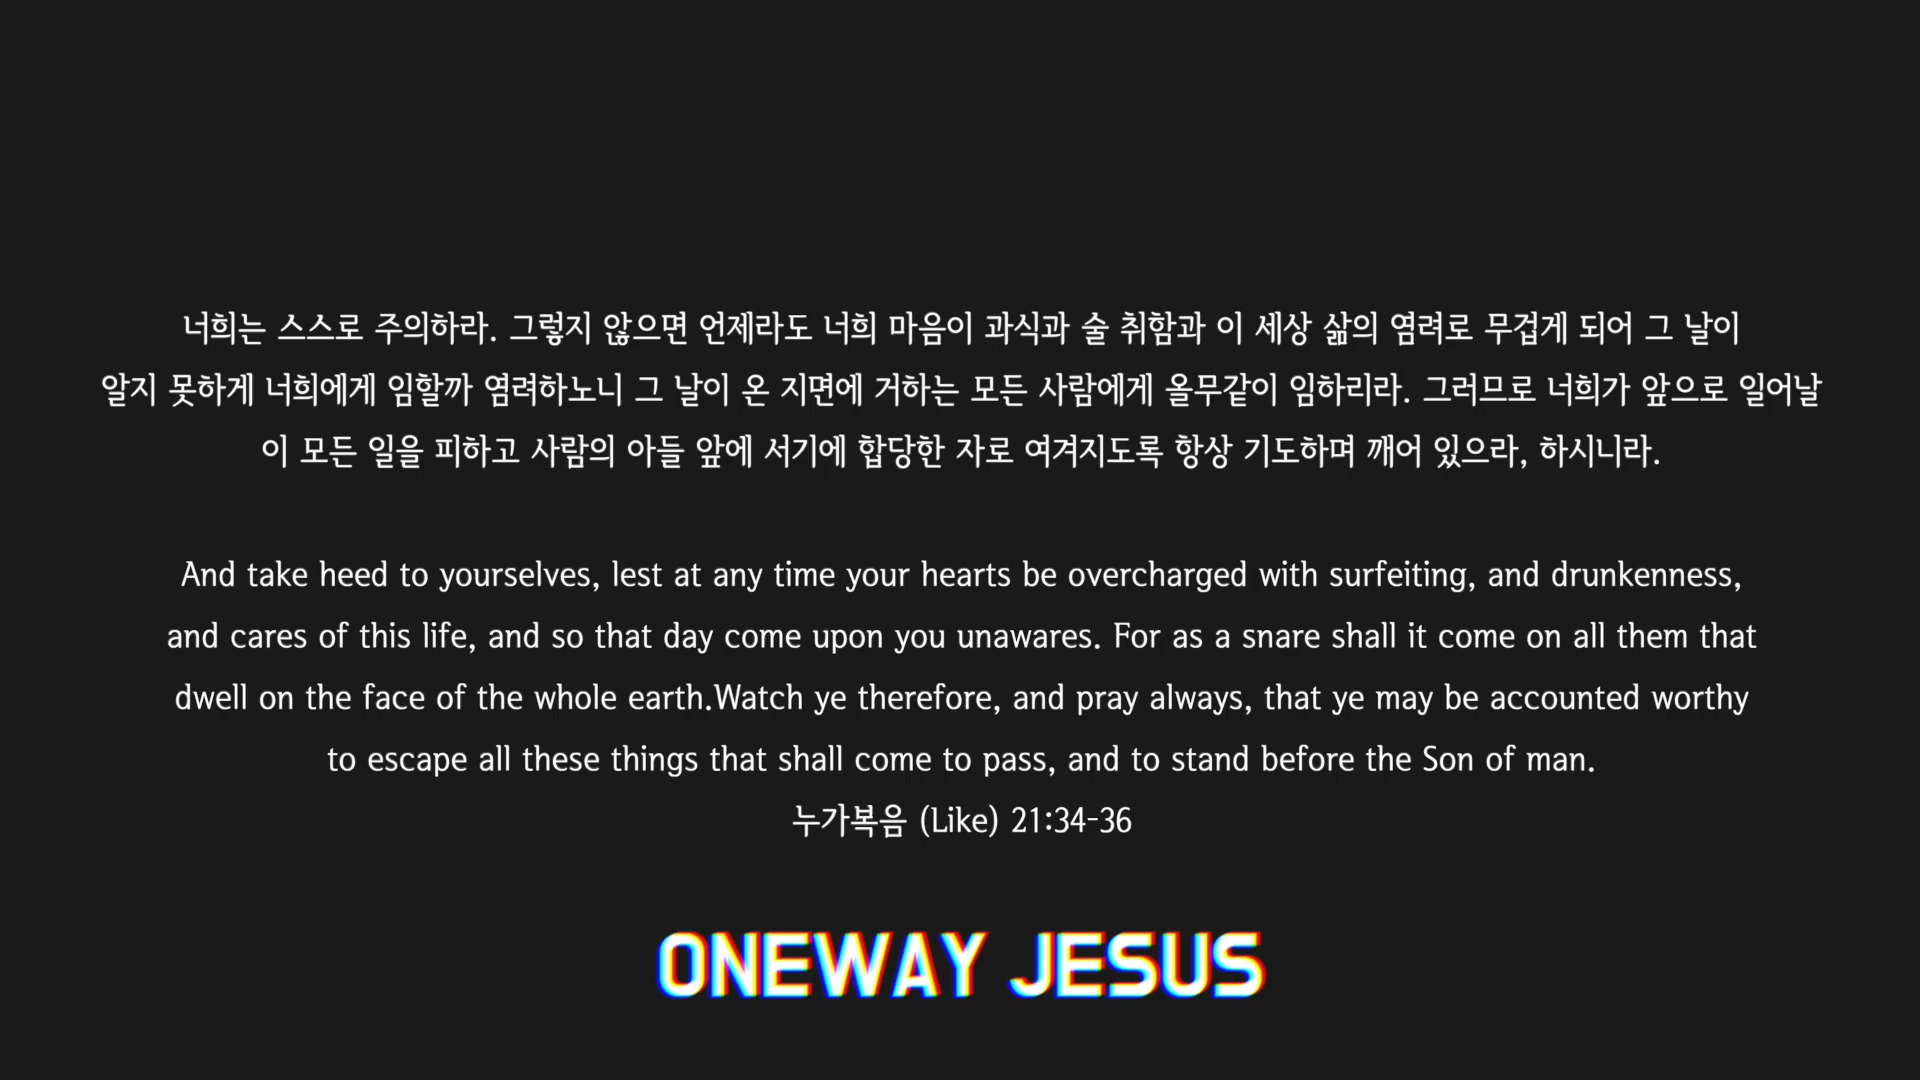 너희는 스스로 주의하라. 그렇지 않으면 언제라도 너희 마음이 과식과 술 취함과 이 세상 삶의 염려로 무겁게 되어 그 날이
알지 못하게 너희에게 임할까 염려하노니 그 날이 온 지면에 거하는 모든 사람에게 올무같이 임하리라. 그러므로 너희가 앞으로 일어날
이 모든 일을 피하고 사람의 아들 앞에 서기에 합당한 자로 여겨지도록 항상 기도하며 깨어 있으라, 하시니라.
And take heed to yourselves, lest at any time your hearts be overcharged with surfeiting, and drunkenness,
and cares of this life, and so that day come upon you unawares. For as a snare shall it come on all them that
dwell on the face of the whole earth.Watch ye therefore, and pray always, that ye may be accounted worthy
to escape all these things that shall come to pass, and to stand before the Son of man.
누가복음 (Like) 21:34-36
ONEWAY JESUS